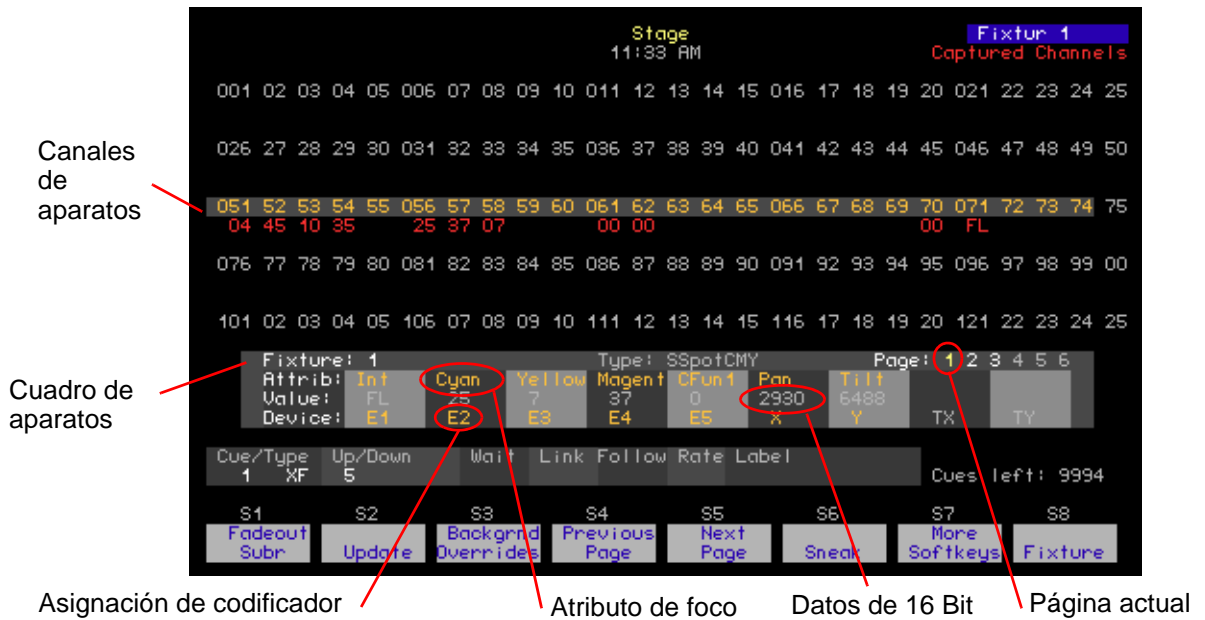 Stage
Fixtur 1
11:33 AM
Captured Channels
001 02 03 04 05 006 07 08 09 10 011 12 13 14 15 016 17 18 19 20 021 22 23 24 25
Canales
de
aparatos
026 27 28 29 30 031 32 33 34 35 036 37 38 39 40 041 42 43 44 45 046 47 48 49 50
051 52 53 54 55 056 57 58 59 60 061 62 63 64 65 066 67 68 69 70 071 72 73 74 75
04 45 10 35 25 37 07 00 00 00 FL
076 77 78 79 80 081 82 83 84 85 086 87 88 89 90 091 92 93 94 95 096 97 98 99 00
101 02 03 04 05 106 07 08 09 10 111 12 13 14 15 116 17 18 19 20 121 22 23 24 25
Cuadro de
aparatos
Fixture: 1 Type: SSpotCMY Page: 1 2 3 4 5 6
Attrib: Int Cyan Yellow Magent CFun1 Pan Tilt
Value: FL 25 7 37 0 2930 6488
Device: E1 E2 E3 E4 E5 X Y TX TY
Cue/Type Up/Down Wait Link Follow Rate Label
1 XF 5
Cues left: 9994
S1 S2 S3 S4 S5 S6 S7 S8
Fadeout Backgrnd Previous Next More
Subr Update Overrides Page Page Sneak Softkeys Fixture
Asignación de codificador
Atributo de foco
Datos de 16 Bit
Página actual